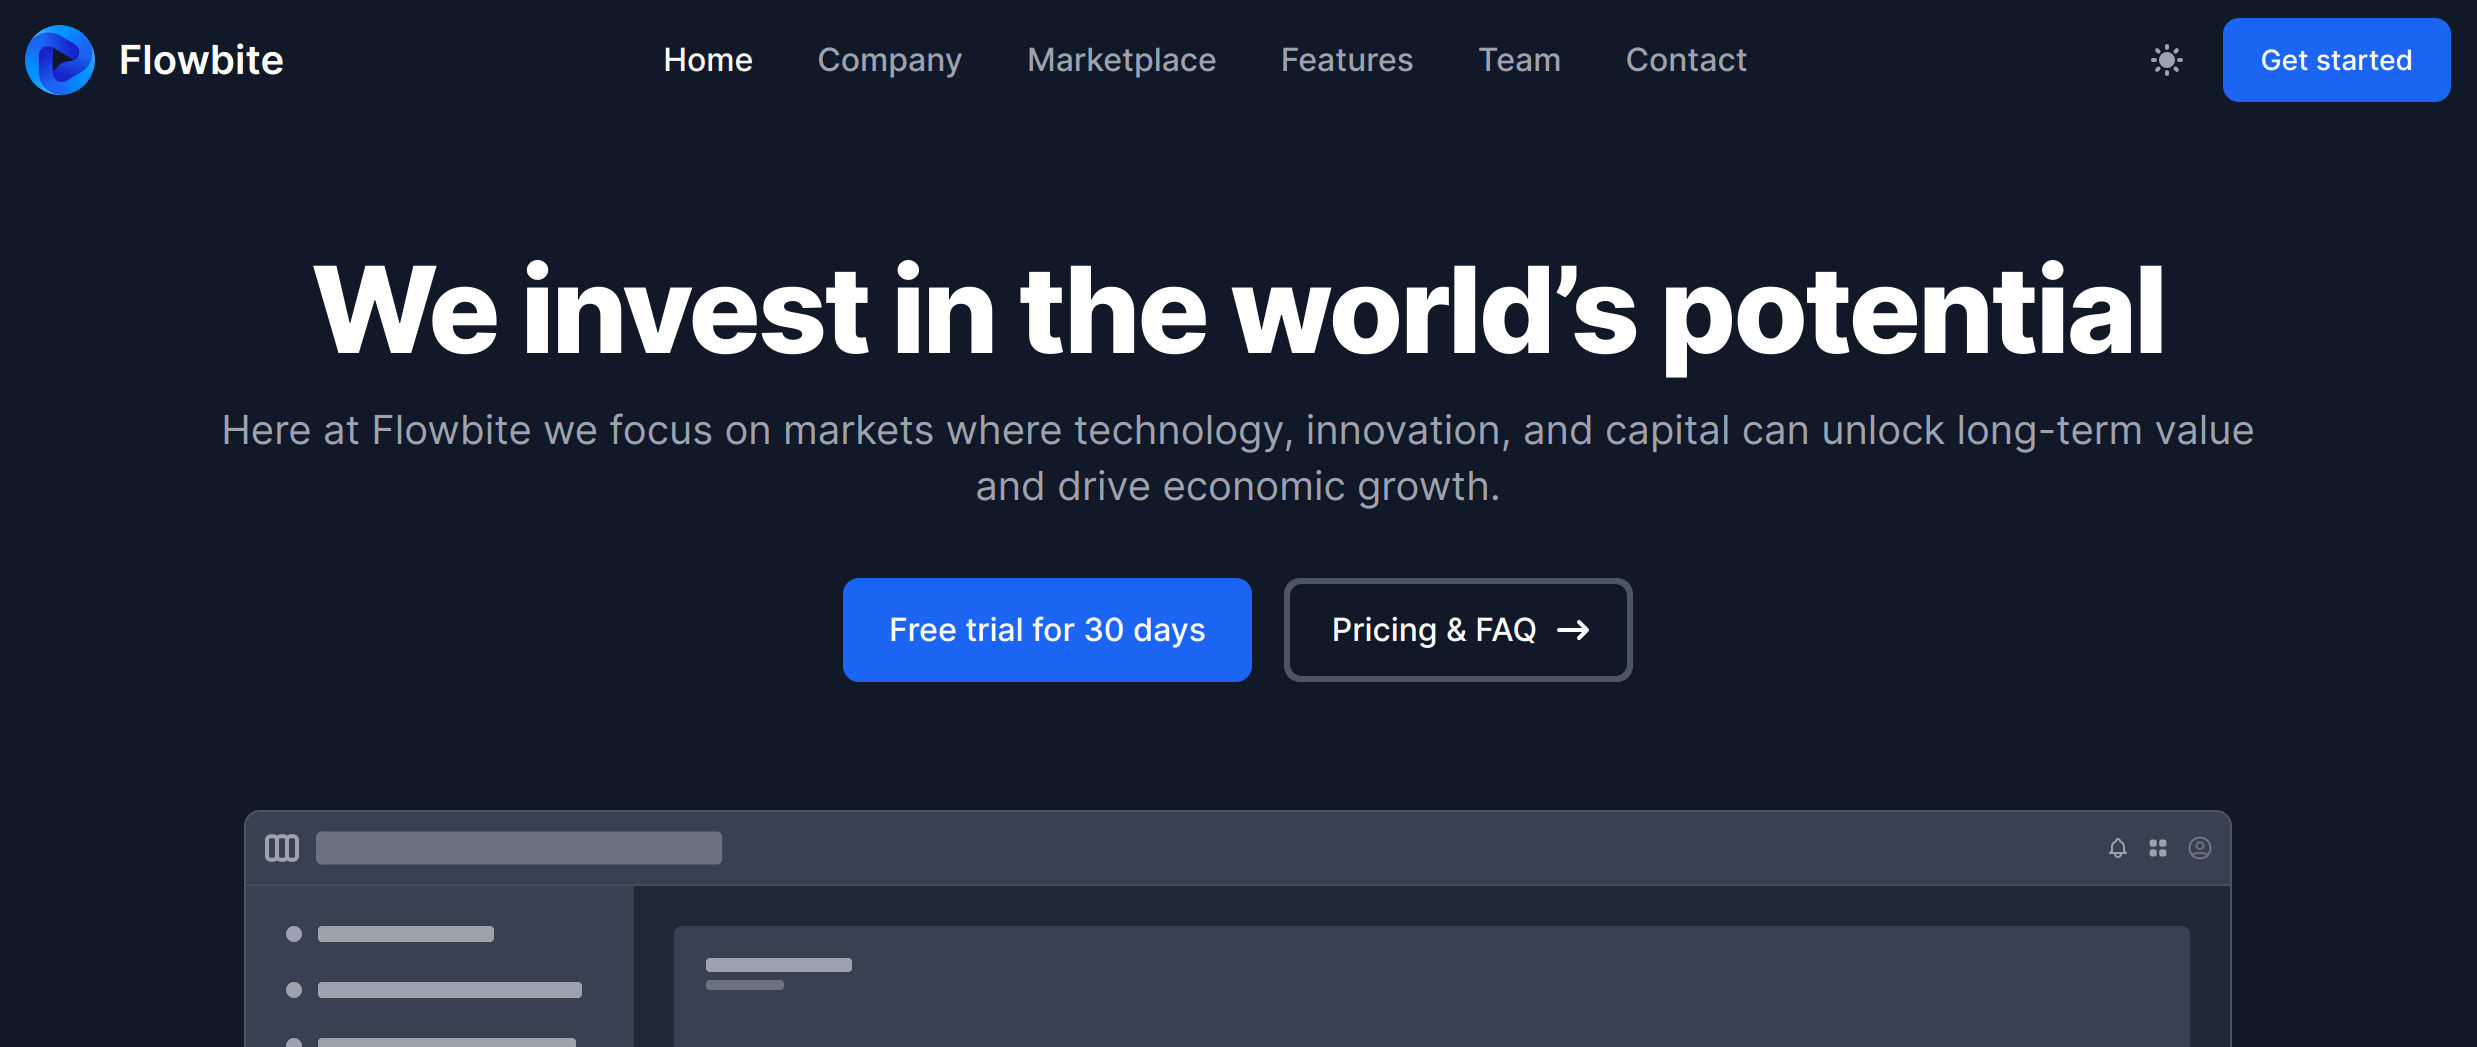 Flowbite
Home Company Marketplace Features Team Contact
Get started
We invest in the world’s potential
Here at Flowbite we focus on markets where technology, innovation, and capital can unlock long-term value
and drive economic growth.
Free trial for 30 days
Pricing & FAQ →